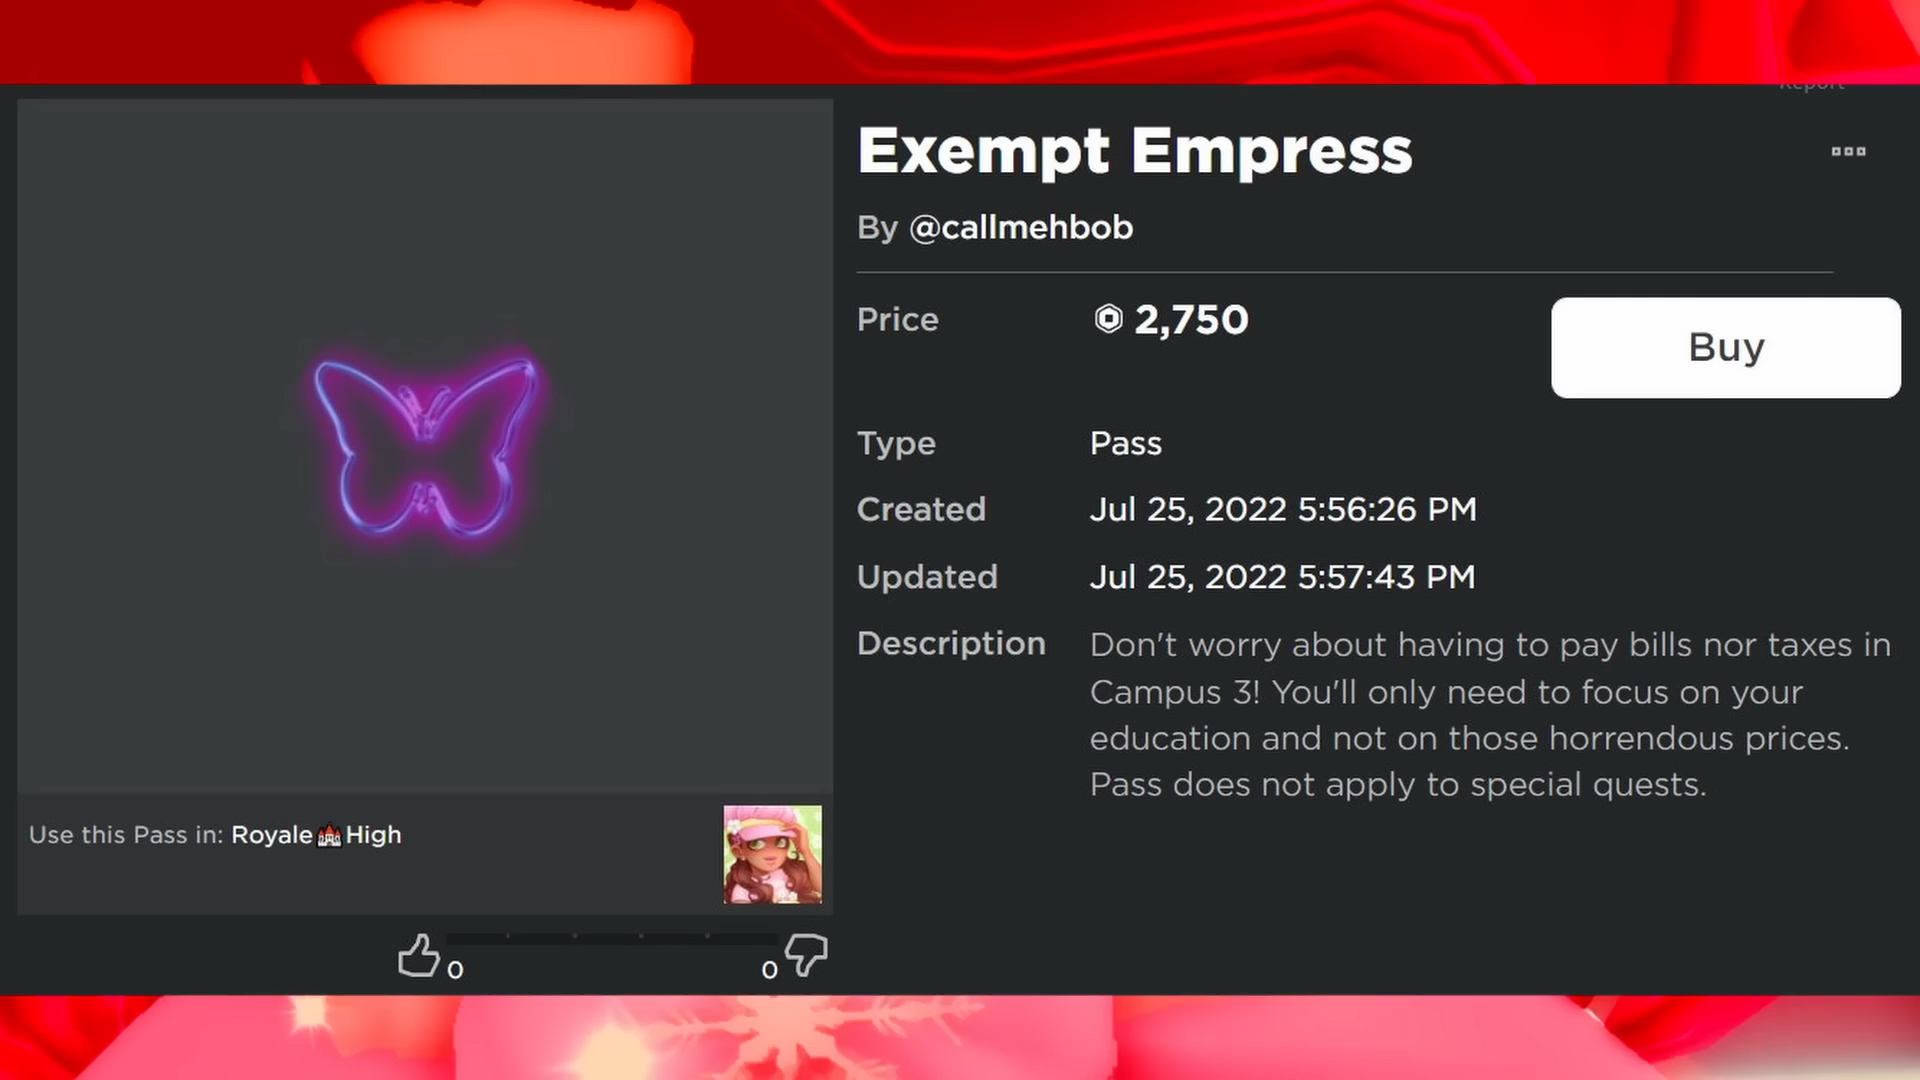 Report
Exempt Empress
By @callmehbob
Price 2,750
Buy
Type Pass
Created Jul 25, 2022 5:56:26 PM
Updated Jul 25, 2022 5:57:43 PM
Description Don't worry about having to pay bills nor taxes in
Campus 3! You'll only need to focus on your
education and not on those horrendous prices.
Pass does not apply to special quests.
Use this Pass in: Royale🏰High
0
0